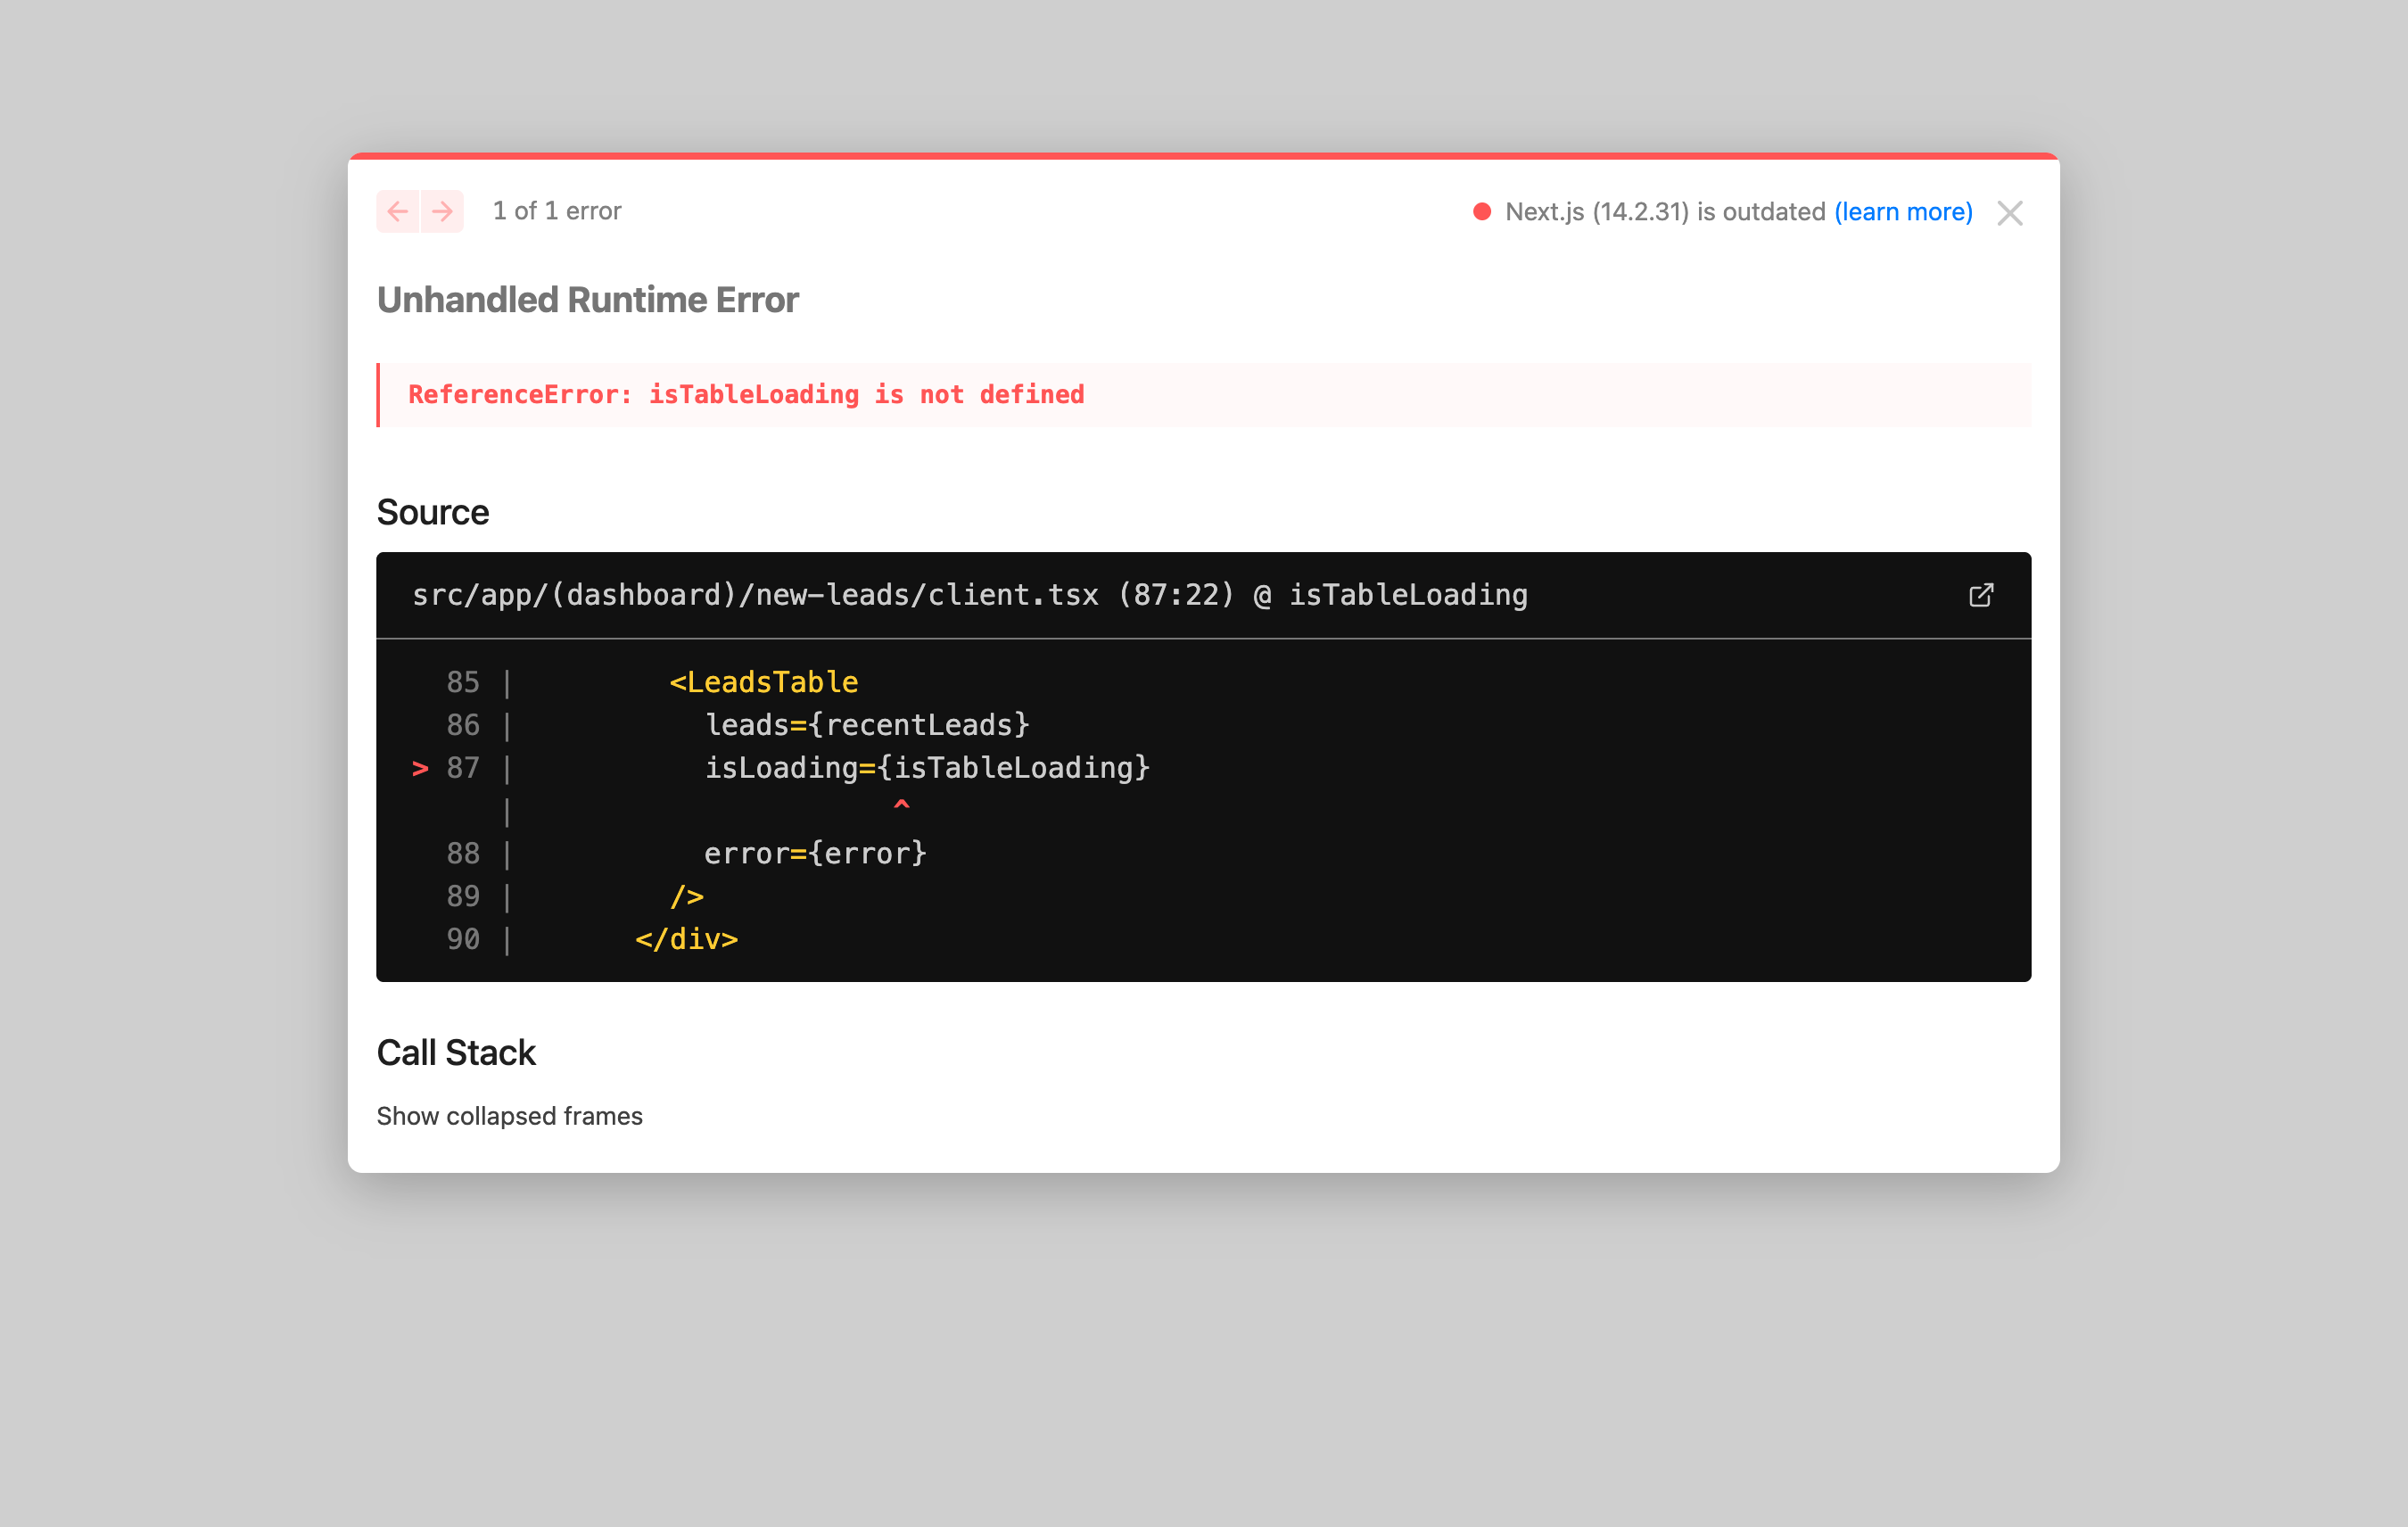 1 of 1 error
Next.js (14.2.31) is outdated (learn more)
Unhandled Runtime Error
ReferenceError: isTableLoading is not defined
Source
src/app/(dashboard)/new-leads/client.tsx (87:22) @ isTableLoading
85 |         <LeadsTable
86 |           leads={recentLeads}
> 87 |           isLoading={isTableLoading}
|                      ^
88 |           error={error}
89 |         />
90 |       </div>
Call Stack
Show collapsed frames